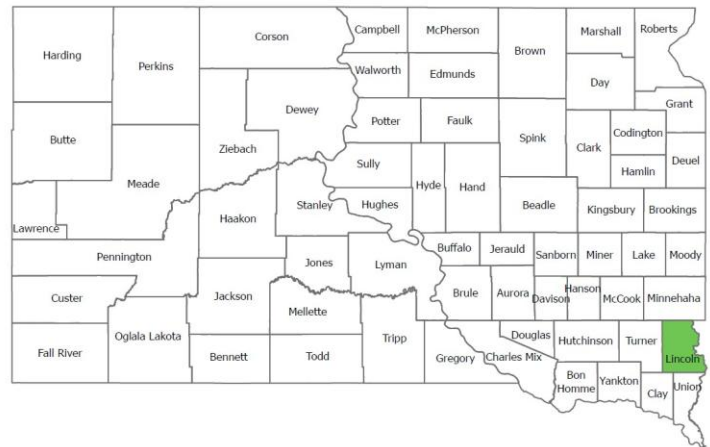 Harding
Perkins
Corson
Campbell
McPherson
Brown
Marshall
Roberts
Walworth
Edmunds
Day
Grant
Butte
Meade
Ziebach
Dewey
Potter
Faulk
Spink
Clark
Codington
Deuel
Hamlin
Sully
Hyde
Hand
Lawrence
Haakon
Stanley
Hughes
Beadle
Kingsbury
Brookings
Pennington
Jones
Lyman
Buffalo
Jerauld
Sanborn
Miner
Lake
Moody
Custer
Jackson
Mellette
Brule
Aurora
Davison
Hanson
McCook
Minnehaha
Fall River
Oglala Lakota
Bennett
Todd
Tripp
Gregory
Charles Mix
Douglas
Hutchinson
Turner
Lincoln
Bon
Homme
Yankton
Clay
Union